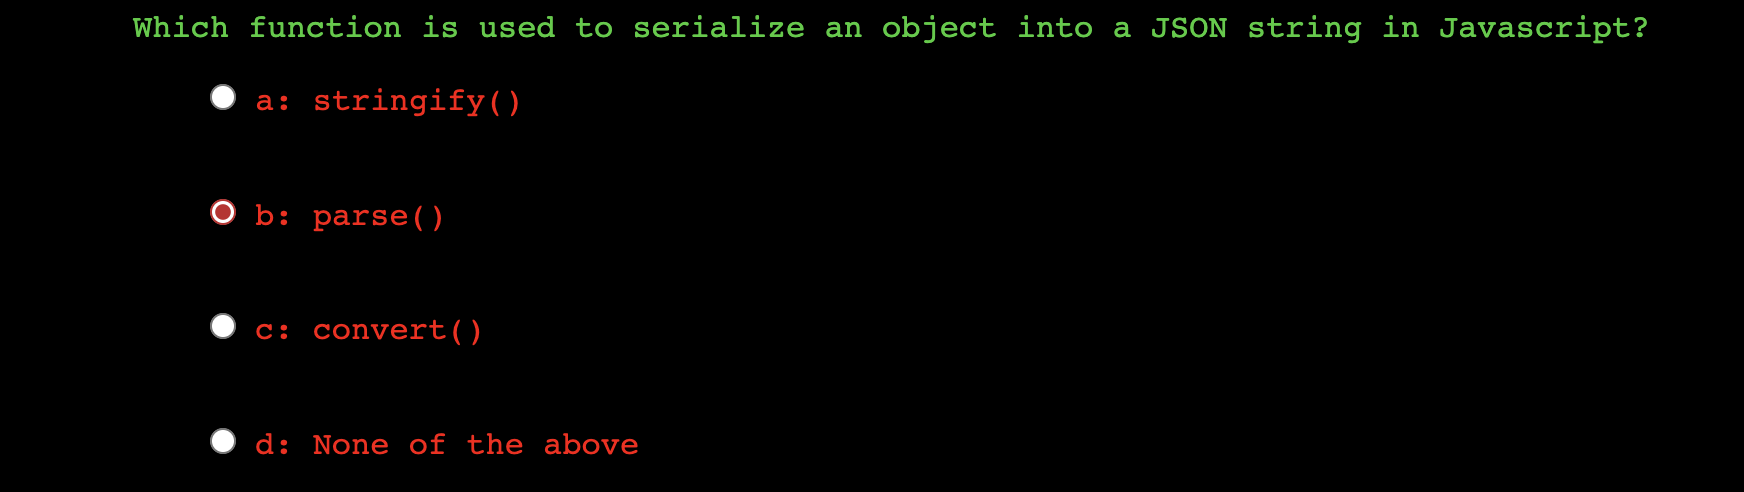 Which function is used to serialize an object into a JSON string in Javascript?
a: stringify()
b: parse()
c: convert()
d: None of the above